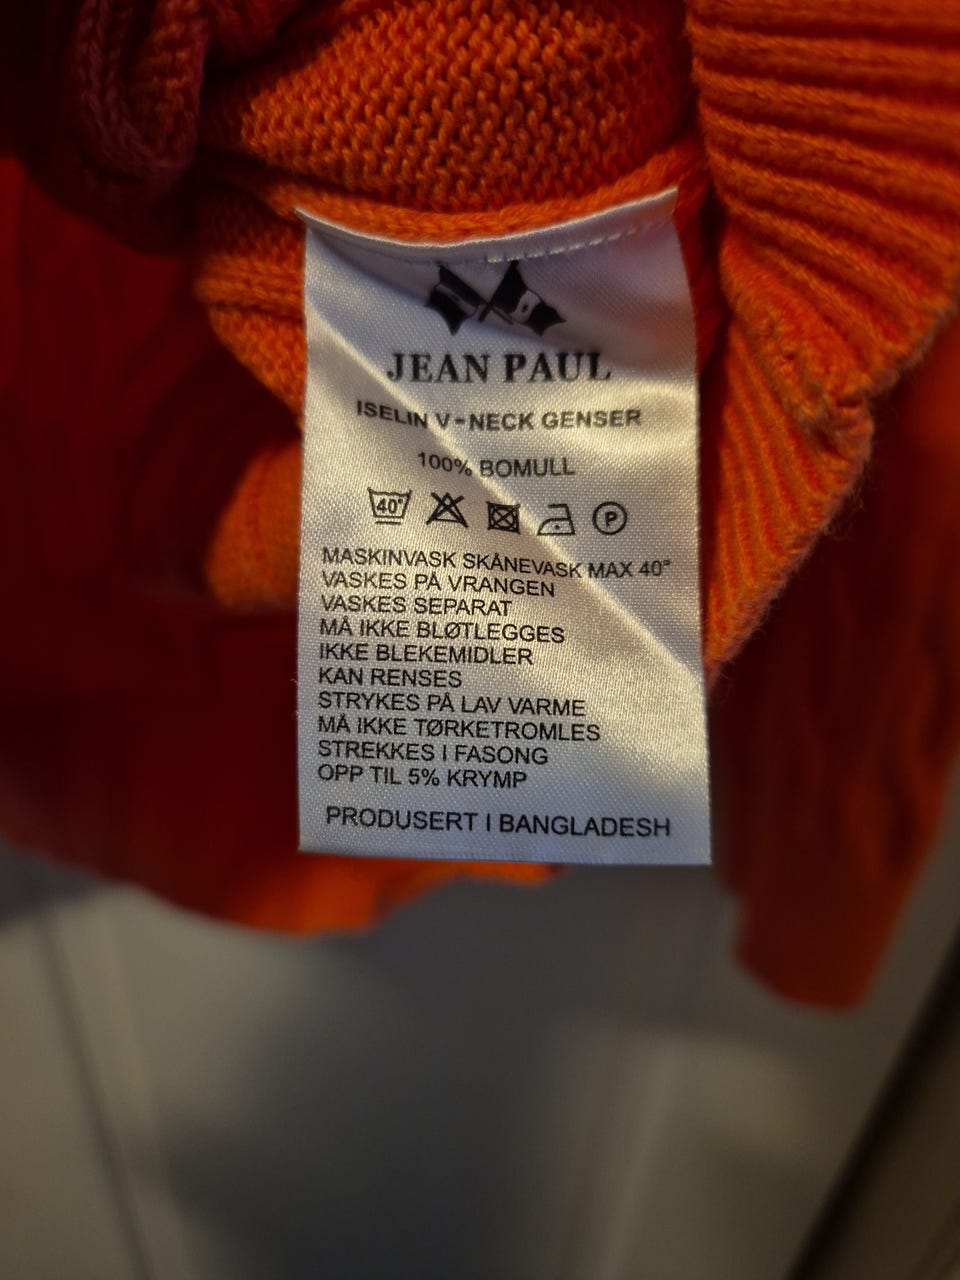 JEAN PAUL
ISELIN V-NECK GENSER
100% BOMULL
40° P
MASKINVASK SKÅNEVASK MAX 40°
VASKES PÅ VRANGEN
VASKES SEPARAT
MÅ IKKE BLØTLEGGES
IKKE BLEKEMIDLER
KAN RENSES
STRYKES PÅ LAV VARME
MÅ IKKE TØRKETROMLES
STREKKES I FASONG
OPP TIL 5% KRYMP
PRODUSERT I BANGLADESH